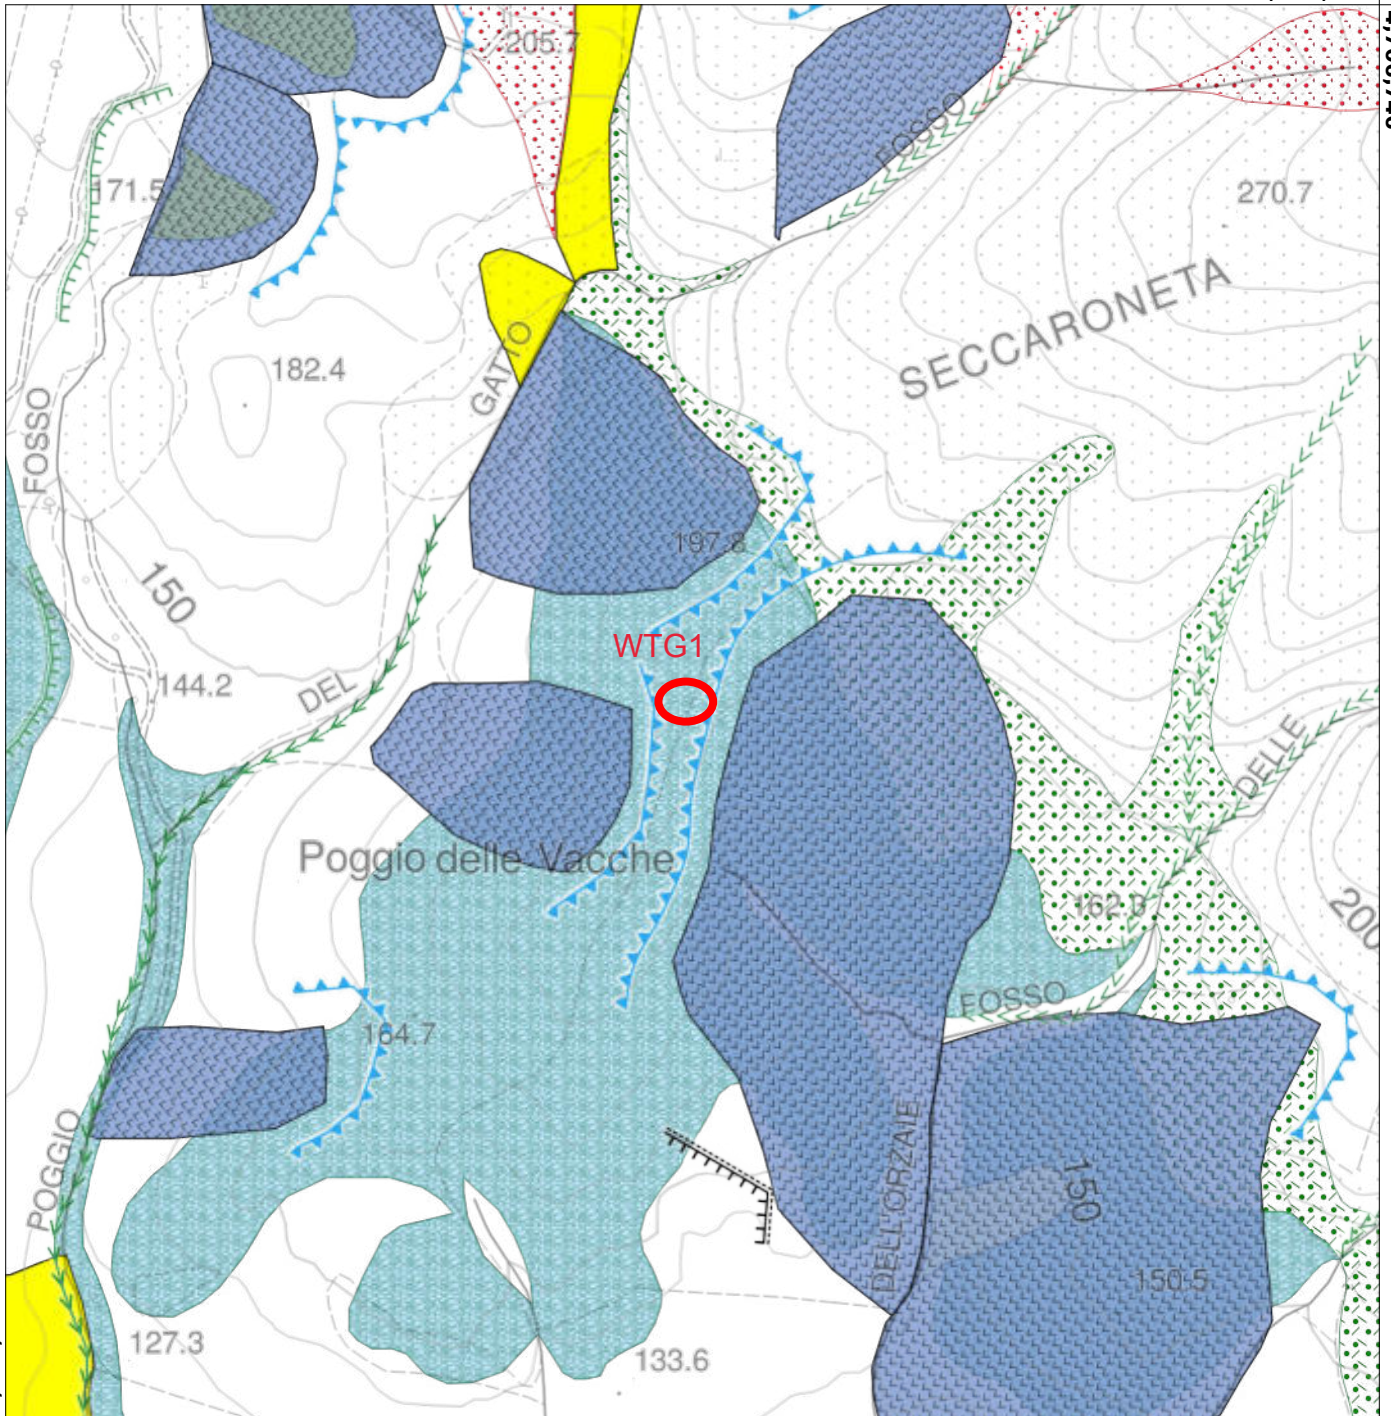 205.7
FOSSO
171.5
270.7
SECCARONETA
182.4
GATTO
FOSSO
197.8
150
WTG1
144.2
DEL
DELLE
Poggio delle Vacche
162.3
200
FOSSO
164.7
POGGIO
DELL'ORZAIE
150
150.5
127.3
133.6